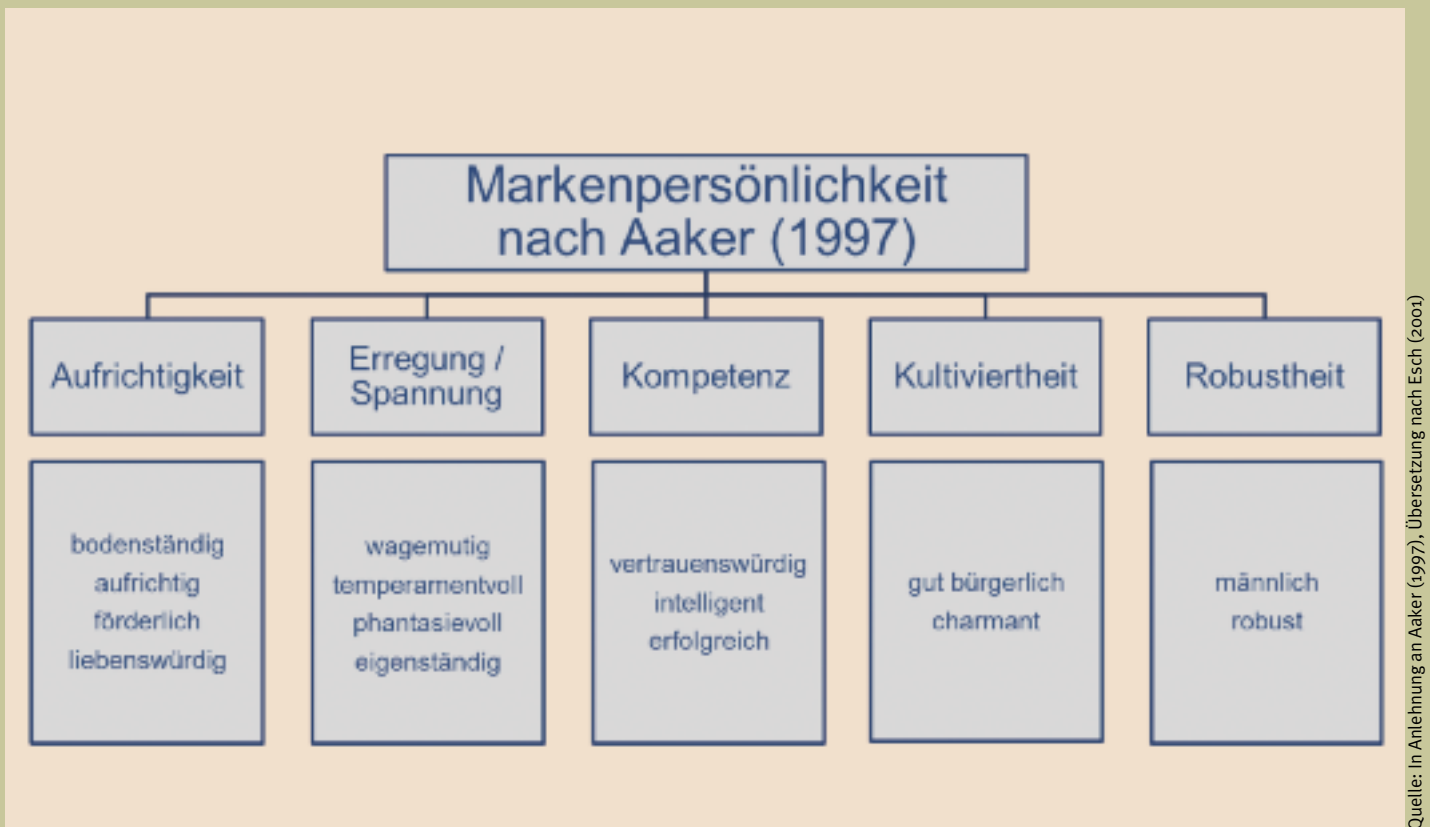 Markenpersönlichkeit
nach Aaker (1997)
Aufrichtigkeit
Erregung /
Spannung
Kompetenz
Kultiviertheit
Robustheit
bodenständig
aufrichtig
förderlich
liebenswürdig
wagemutig
temperamentvoll
phantasievoll
eigenständig
vertrauenswürdig
intelligent
erfolgreich
gut bürgerlich
charmant
männlich
robust
Quelle: In Anlehnung an Aaker (1997), Übersetzung nach Esch (2001)